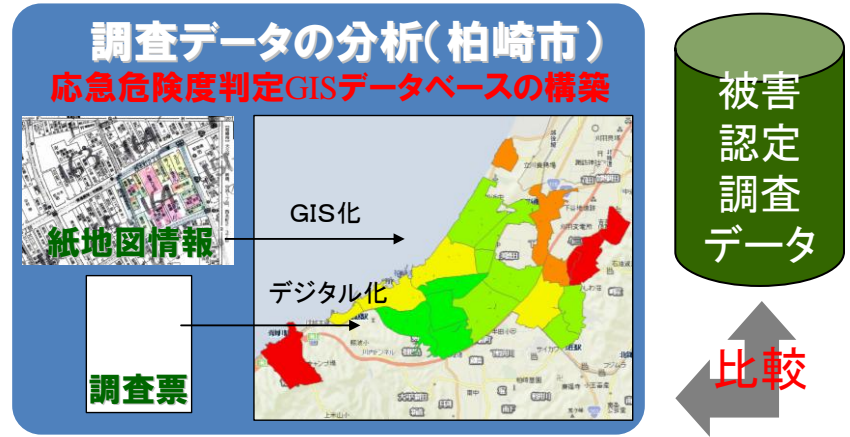 調査データの分析(柏崎市)
応急危険度判定GISデータベースの構築
紙地図情報
GIS化
デジタル化
調査票
被害
認定
調査
データ
比較